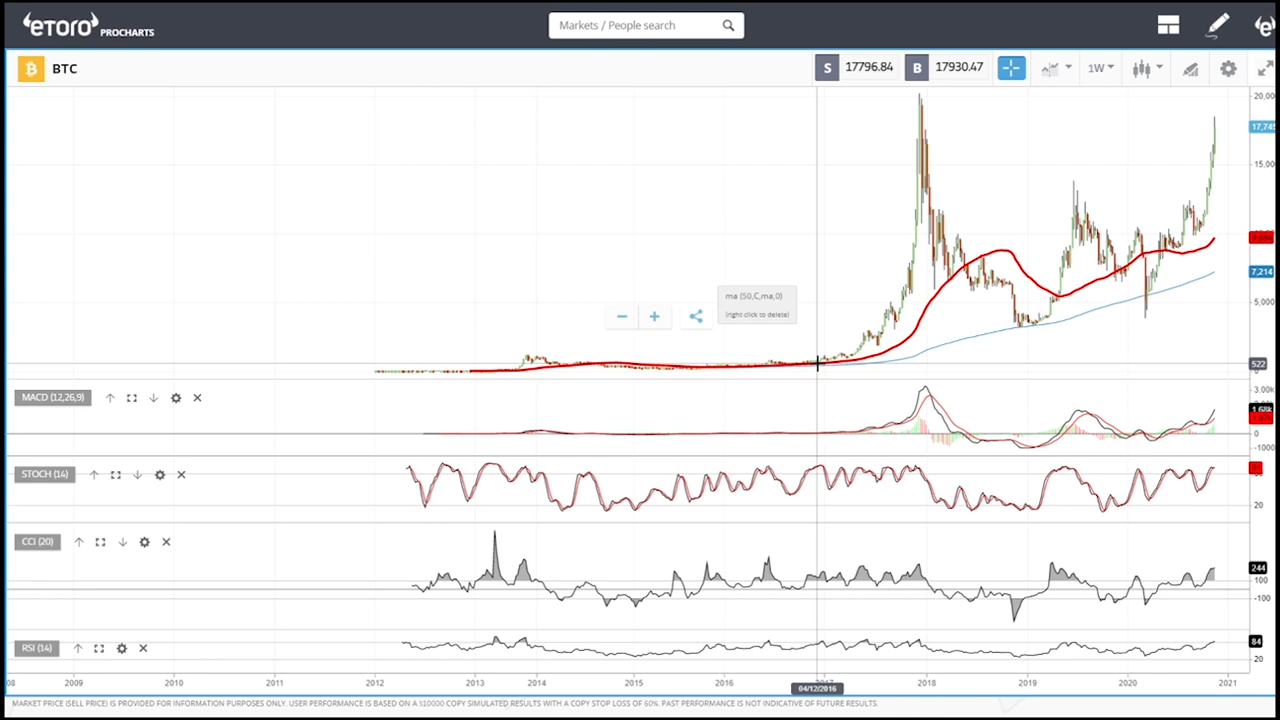 eToro PROCHARTS
Markets / People search
BTC
S 17796.84 B 17930.47
1W
20,000
17,745
15,000
7,214
5,000
ma (50,C,ma,0)
(right click to delete)
522
MACD (12,26,9)
3.00k
1.68k
0
-1000
STOCH (14)
20
CCI (20)
244
100
-100
RSI (14)
84
20
2009 2010 2011 2012 2013 2014 2015 2016 2017 2018 2019 2020 2021
04/12/2016
MARKET PRICE (SELL PRICE) IS PROVIDED FOR INFORMATION PURPOSES ONLY. USER PERFORMANCE IS BASED ON A $10000 COPY SIMULATED RESULTS WITH A COPY STOP LOSS OF 60%. PAST PERFORMANCE IS NOT INDICATIVE OF FUTURE RESULTS.